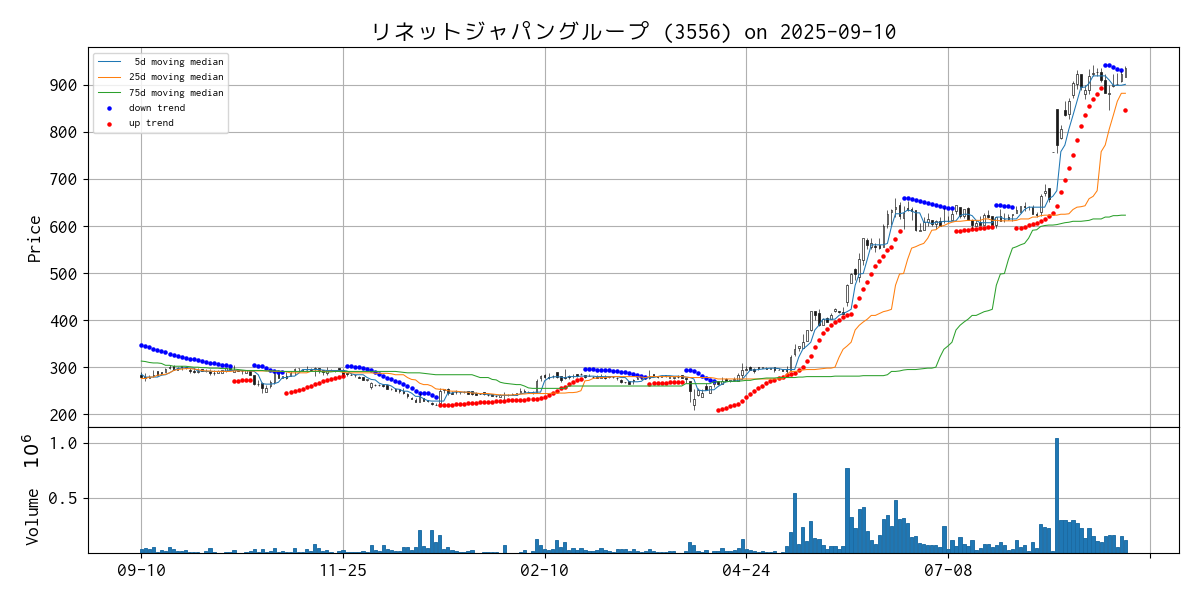 リネットジャパングループ (3556) on 2025-09-10
5d moving median
25d moving median
75d moving median
down trend
up trend
Price
900
800
700
600
500
400
300
200
Volume 10^6
1.0
0.5
09-10
11-25
02-10
04-24
07-08